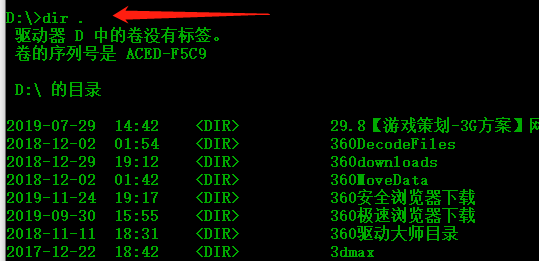 D:\>dir .
驱动器 D 中的卷没有标签。
卷的序列号是 ACED-F5C9
D:\ 的目录
2019-07-29 14:42 <DIR> 29.8【游戏策划-3G方案】网
2018-12-02 01:54 <DIR> 360DecodeFiles
2018-12-29 19:12 <DIR> 360downloads
2018-12-02 01:42 <DIR> 360MoveData
2019-11-24 19:17 <DIR> 360安全浏览器下载
2019-09-30 15:55 <DIR> 360极速浏览器下载
2018-11-11 18:31 <DIR> 360驱动大师目录
2017-12-22 18:42 <DIR> 3dmax